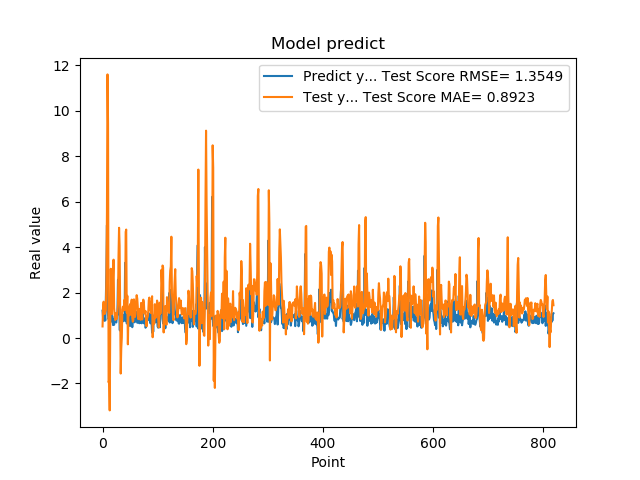 Model predict
Predict y... Test Score RMSE= 1.3549
Test y... Test Score MAE= 0.8923
12
10
8
6
4
2
0
−2
Real value
0 200 400 600 800
Point